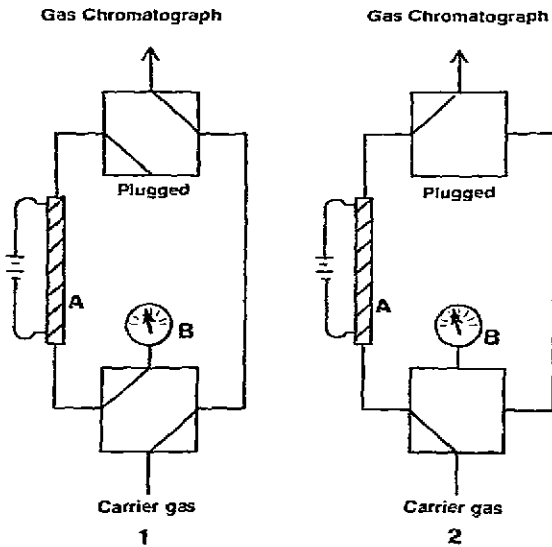 Gas Chromatograph
Gas Chromatograph
Plugged
Plugged
A
B
A
B
Carrier gas
Carrier gas
1
2